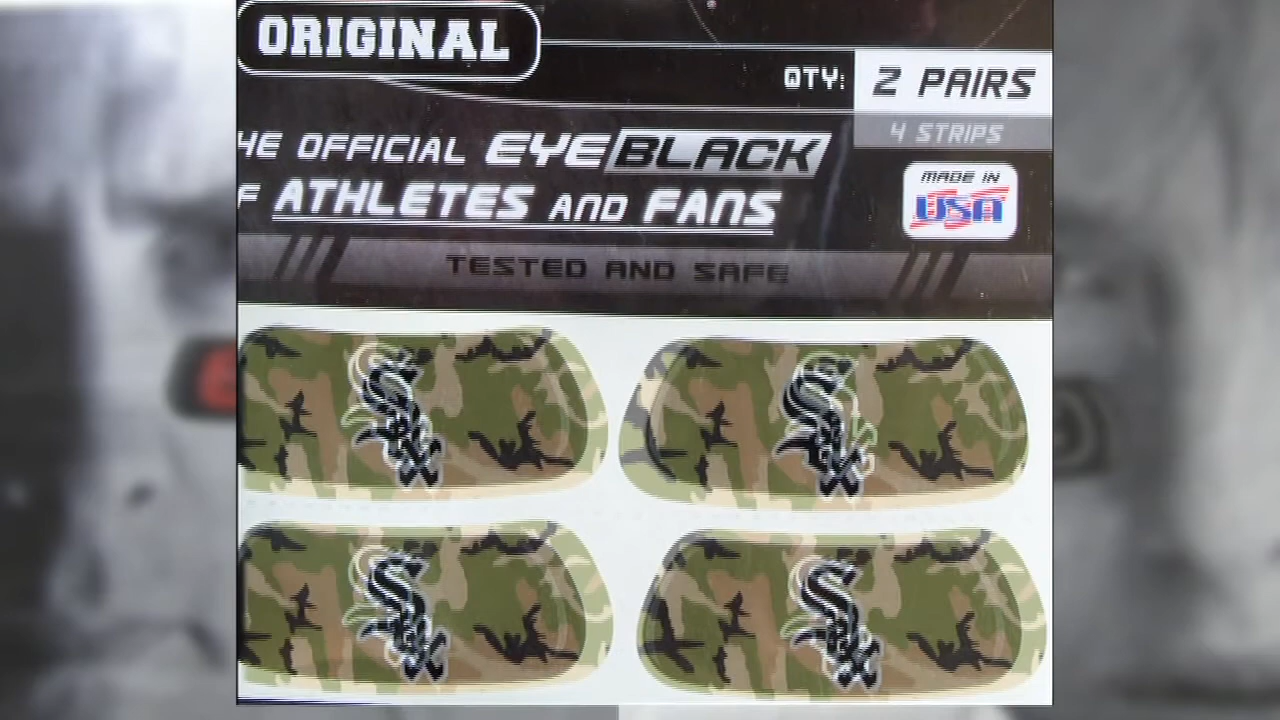 ORIGINAL
QTY: 2 PAIRS
4 STRIPS
HE OFFICIAL EYEBLACK
F ATHLETES AND FANS
MADE IN
USA
TESTED AND SAFE
SOX
SOX
SOX
SOX